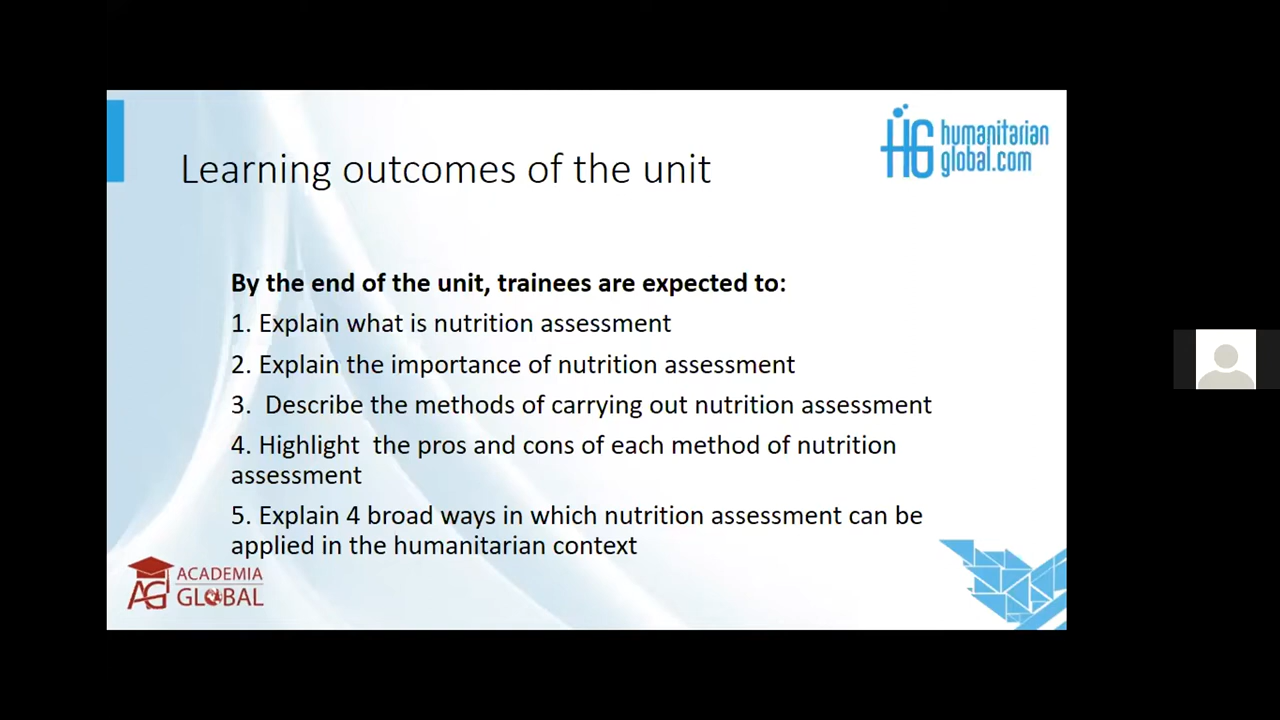 humanitarian
global.com
Learning outcomes of the unit
By the end of the unit, trainees are expected to:
1. Explain what is nutrition assessment
2. Explain the importance of nutrition assessment
3.  Describe the methods of carrying out nutrition assessment
4. Highlight  the pros and cons of each method of nutrition
assessment
5. Explain 4 broad ways in which nutrition assessment can be
applied in the humanitarian context
ACADEMIA
GLOBAL
HG
AG